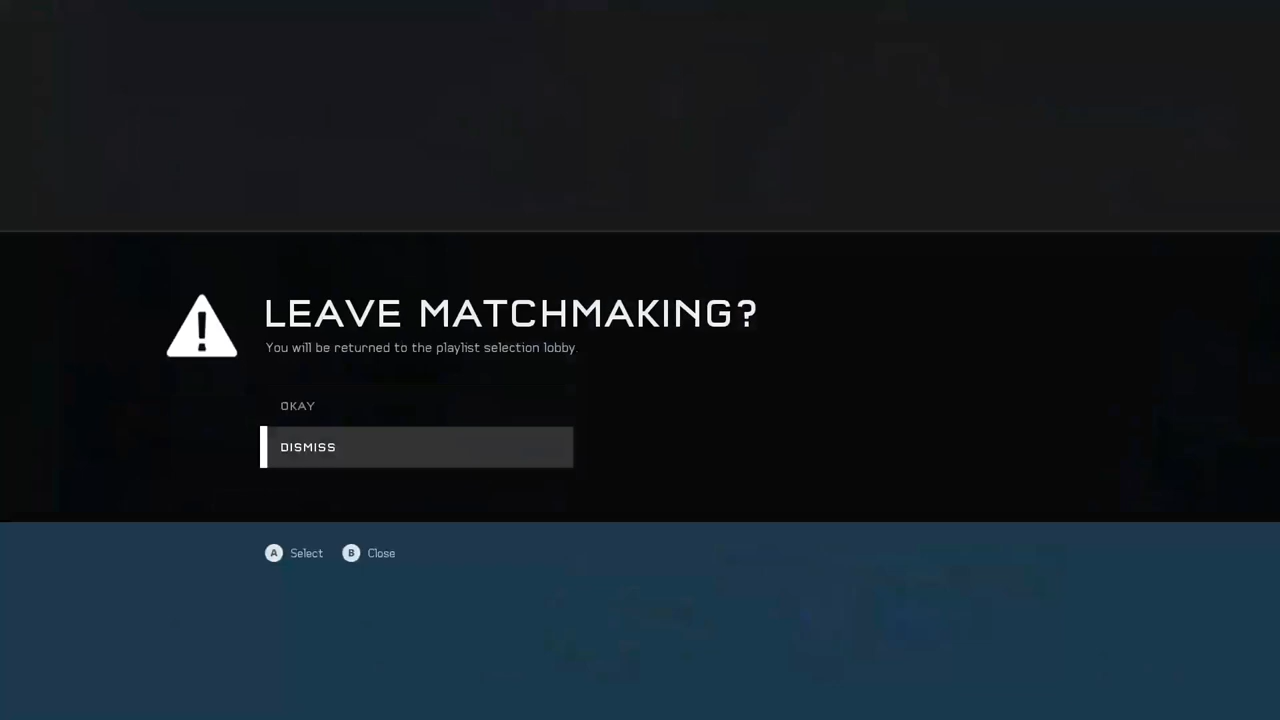 LEAVE MATCHMAKING?
You will be returned to the playlist selection lobby.
OKAY
DISMISS
A Select B Close